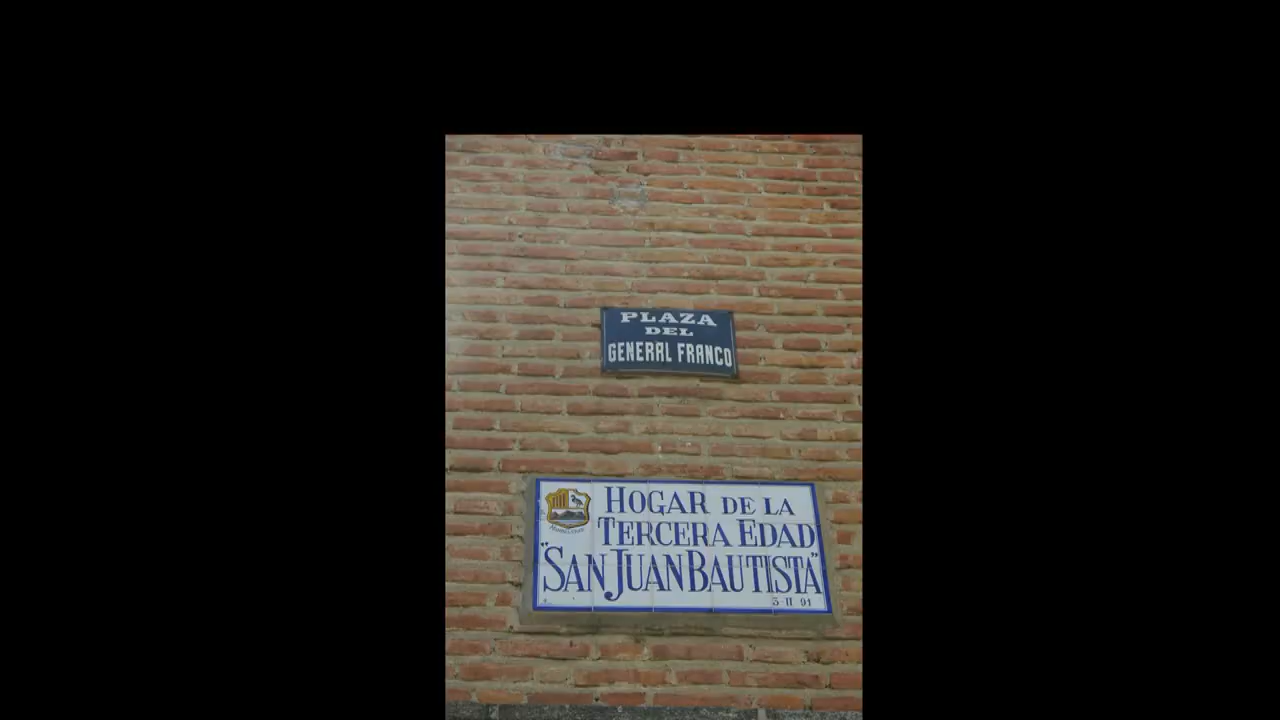 PLAZA
DEL
GENERAL FRANCO
HOGAR DE LA
TERCERA EDAD
"SAN JUAN BAUTISTA"
3-II 91